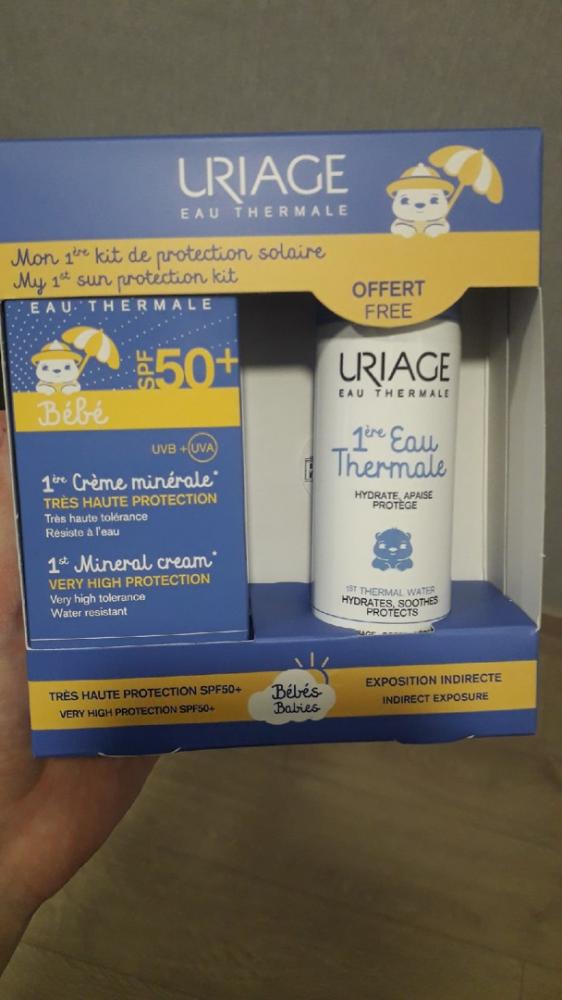 URIAGE
EAU THERMALE
Mon 1ère kit de protection solaire
My 1st sun protection kit
OFFERT
FREE
EAU THERMALE
SPF 50+
Bébé
UVB + UVA
1ère Crème minérale*
TRÈS HAUTE PROTECTION
Très haute tolérance
Résiste à l'eau
1st Mineral cream*
VERY HIGH PROTECTION
Very high tolerance
Water resistant
URIAGE
EAU THERMALE
1ère Eau
Thermale
HYDRATE, APAISE
PROTÈGE
1ST THERMAL WATER
HYDRATES, SOOTHES
PROTECTS
TRÈS HAUTE PROTECTION SPF50+
VERY HIGH PROTECTION SPF50+
Bébés
Babies
EXPOSITION INDIRECTE
INDIRECT EXPOSURE